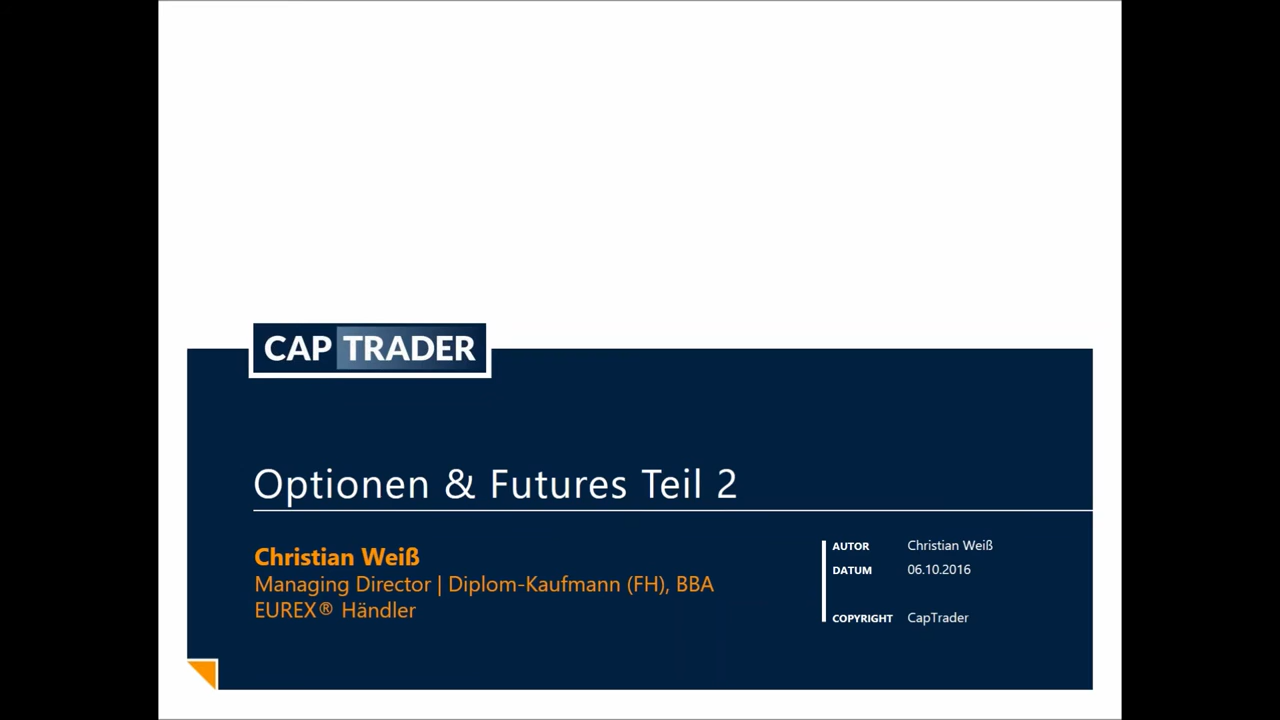 CAP TRADER
Optionen & Futures Teil 2
Christian Weiß
Managing Director | Diplom-Kaufmann (FH), BBA
EUREX® Händler
AUTOR Christian Weiß
DATUM 06.10.2016
COPYRIGHT CapTrader